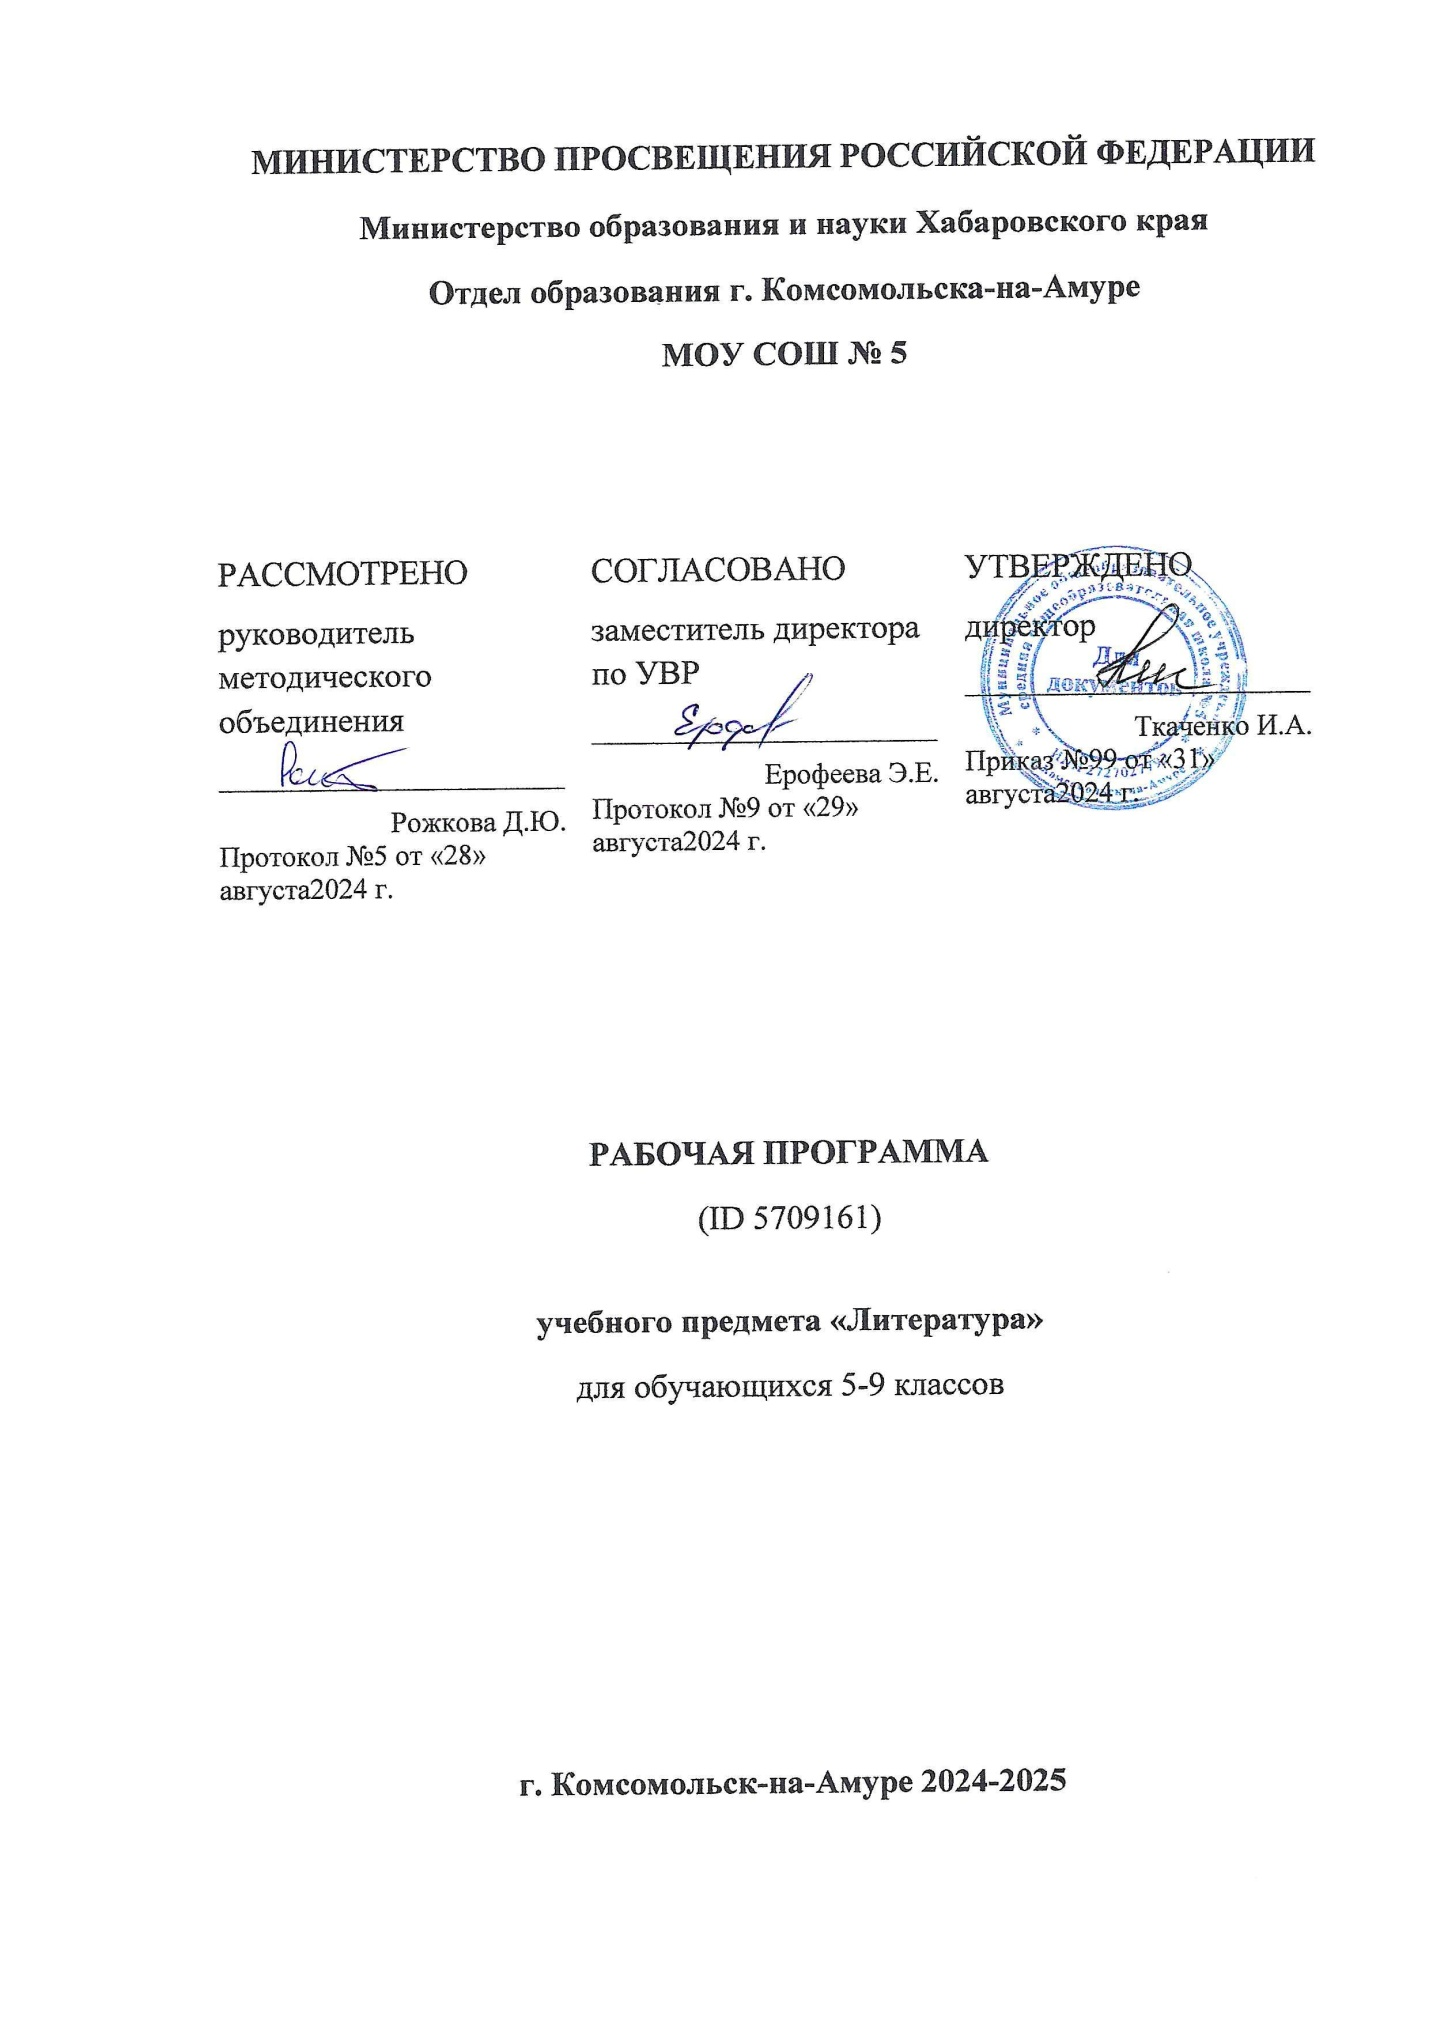 МИНИСТЕРСТВО ПРОСВЕЩЕНИЯ РОССИЙСКОЙ ФЕДЕРАЦИИ
Министерство образования и науки Хабаровского края
Отдел образования г. Комсомольска-на-Амуре
МОУ СОШ № 5
РАССМОТРЕНО
руководитель
методического
объединения
Рожкова Д.Ю.
Протокол №5 от «28»
августа2024 г.
СОГЛАСОВАНО
заместитель директора
по УВР
Ерофеева Э.Е.
Протокол №9 от «29»
августа2024 г.
УТВЕРЖДЕНО
директор
Для
документов
Ткаченко И.А.
Приказ №99 от «31»
августа2024 г.
РАБОЧАЯ ПРОГРАММА
(ID 5709161)
учебного предмета «Литература»
для обучающихся 5-9 классов
г. Комсомольск-на-Амуре 2024-2025